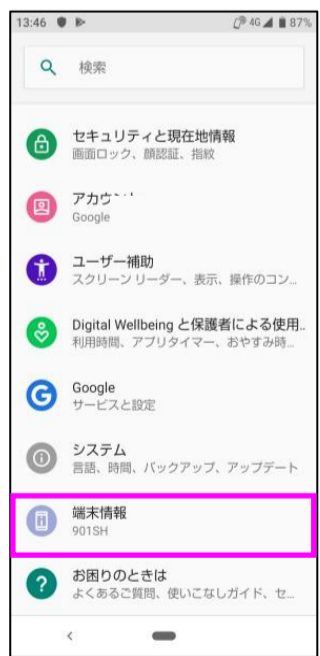 13:46 4G 87%
検索
セキュリティと現在地情報
画面ロック、顔認証、指紋
アカウント
Google
ユーザー補助
スクリーン リーダー、表示、操作のコン...
Digital Wellbeing と保護者による使用..
利用時間、アプリタイマー、おやすみ時...
Google
サービスと設定
システム
言語、時間、バックアップ、アップデート
端末情報
901SH
お困りのときは
よくあるご質問、使いこなしガイド、セ...